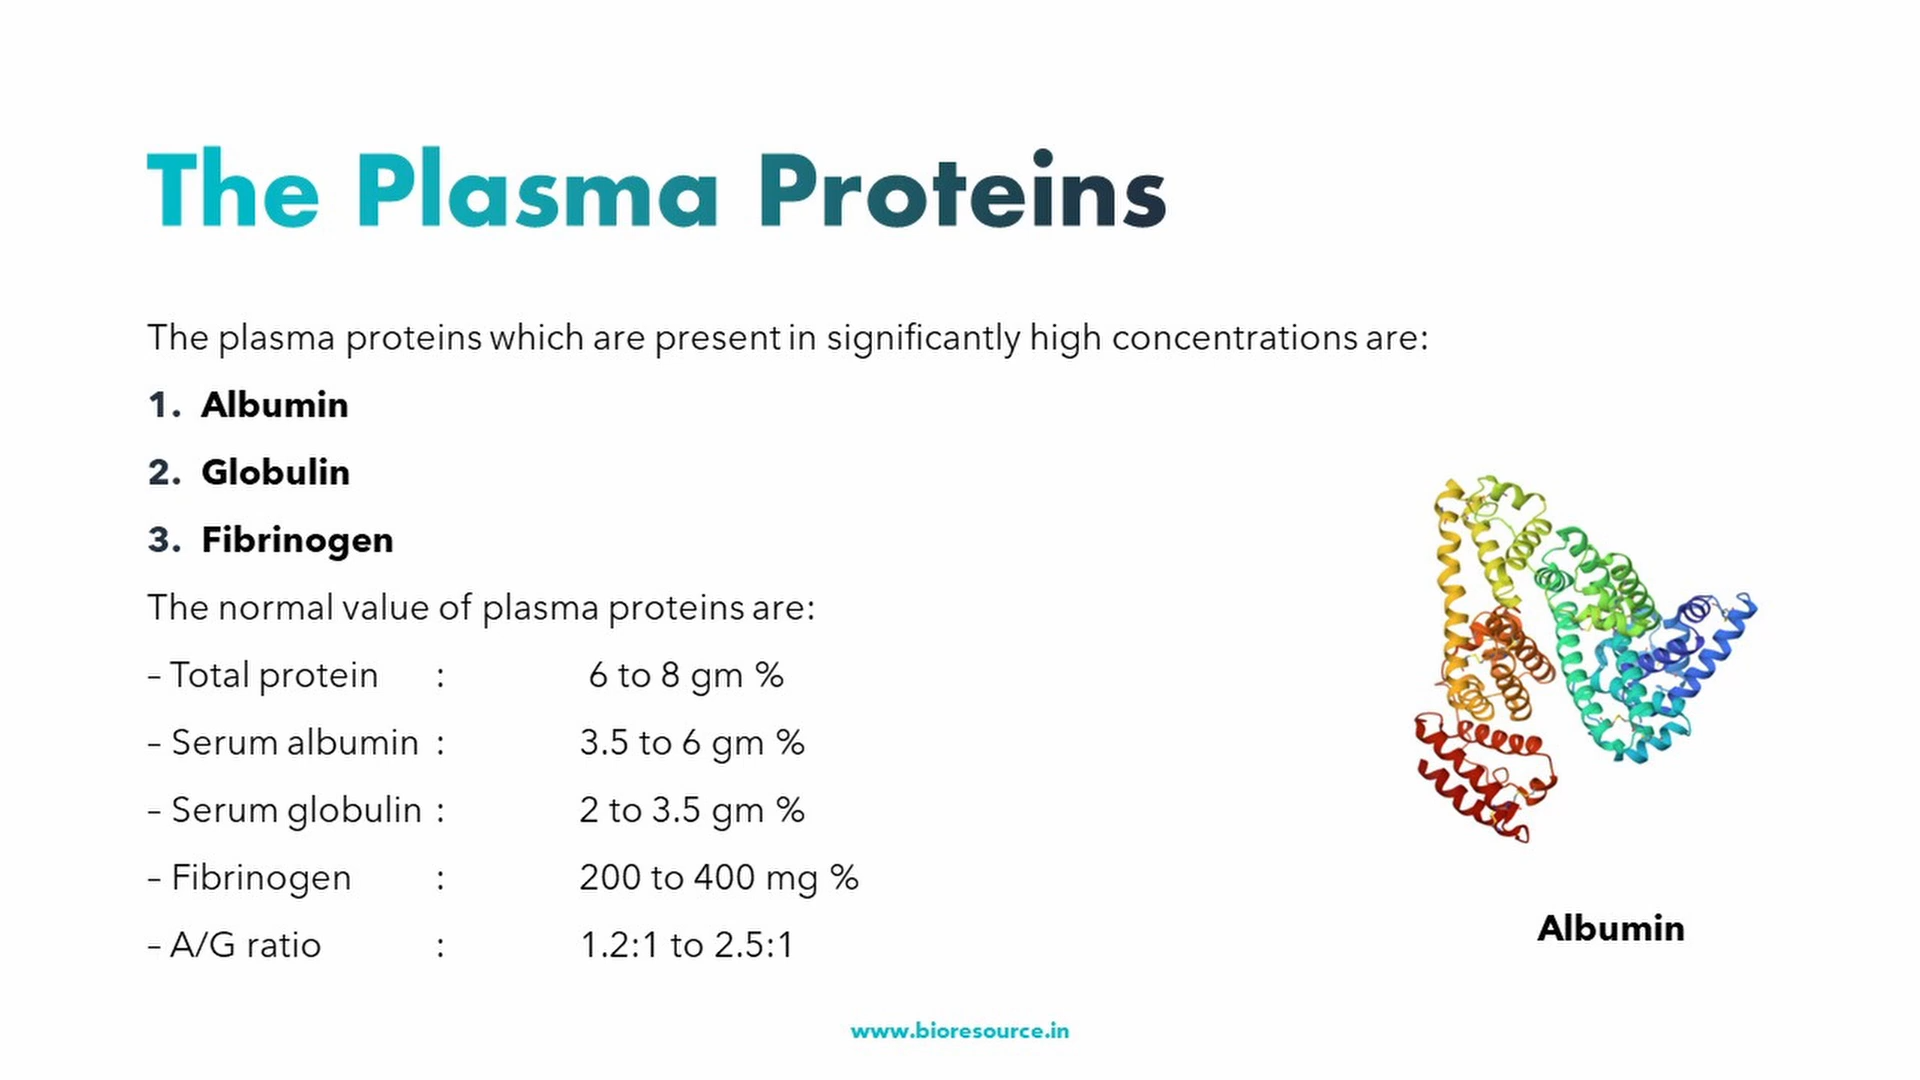 The Plasma Proteins
The plasma proteins which are present in significantly high concentrations are:
1. Albumin
2. Globulin
3. Fibrinogen
The normal value of plasma proteins are:
– Total protein : 6 to 8 gm %
– Serum albumin : 3.5 to 6 gm %
– Serum globulin : 2 to 3.5 gm %
– Fibrinogen : 200 to 400 mg %
– A/G ratio : 1.2:1 to 2.5:1
Albumin
www.bioresource.in